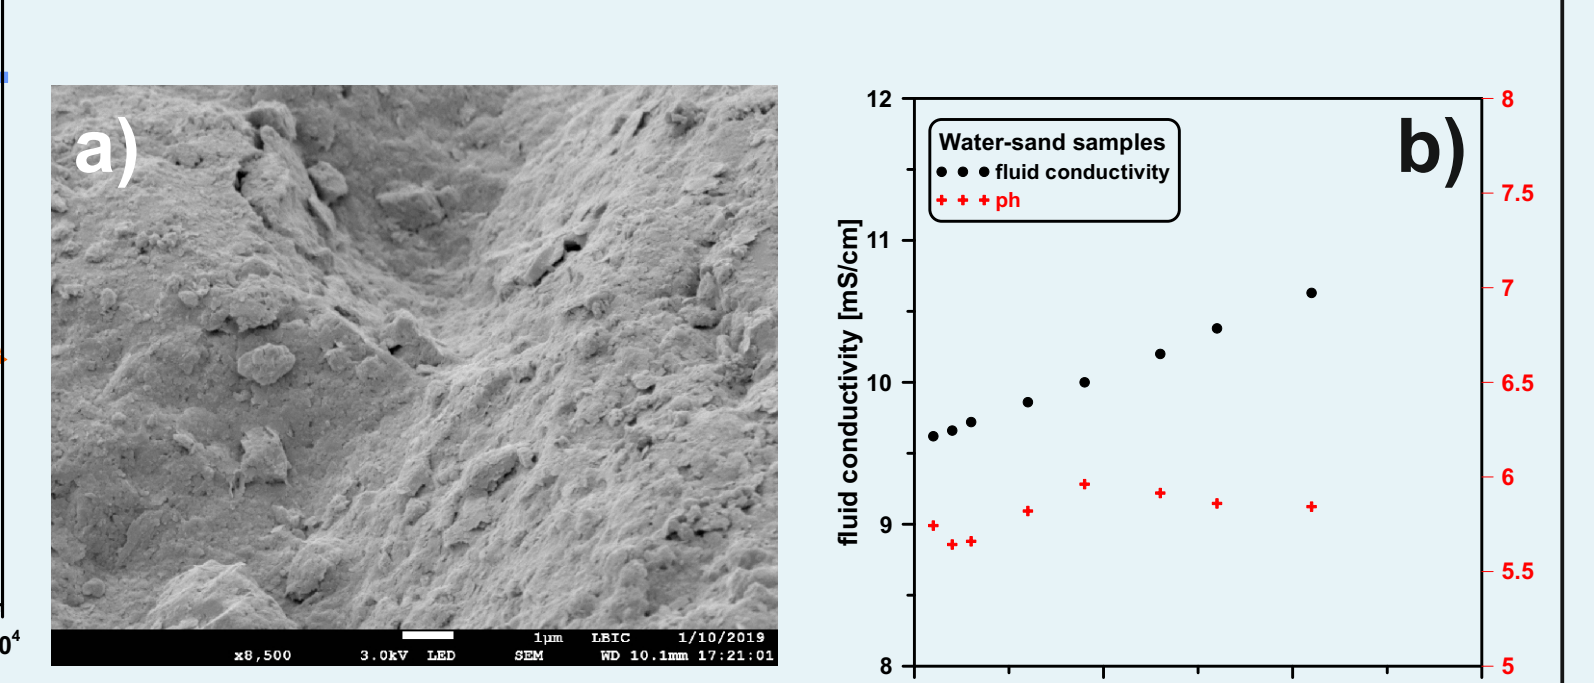 0⁴
a)
1μm LBIC 1/10/2019
x8,500 3.0kV LED SEM WD 10.1mm 17:21:01
b)
Water-sand samples
fluid conductivity
ph
fluid conductivity [mS/cm]
12
11
10
9
8
8
7.5
7
6.5
6
5.5
5